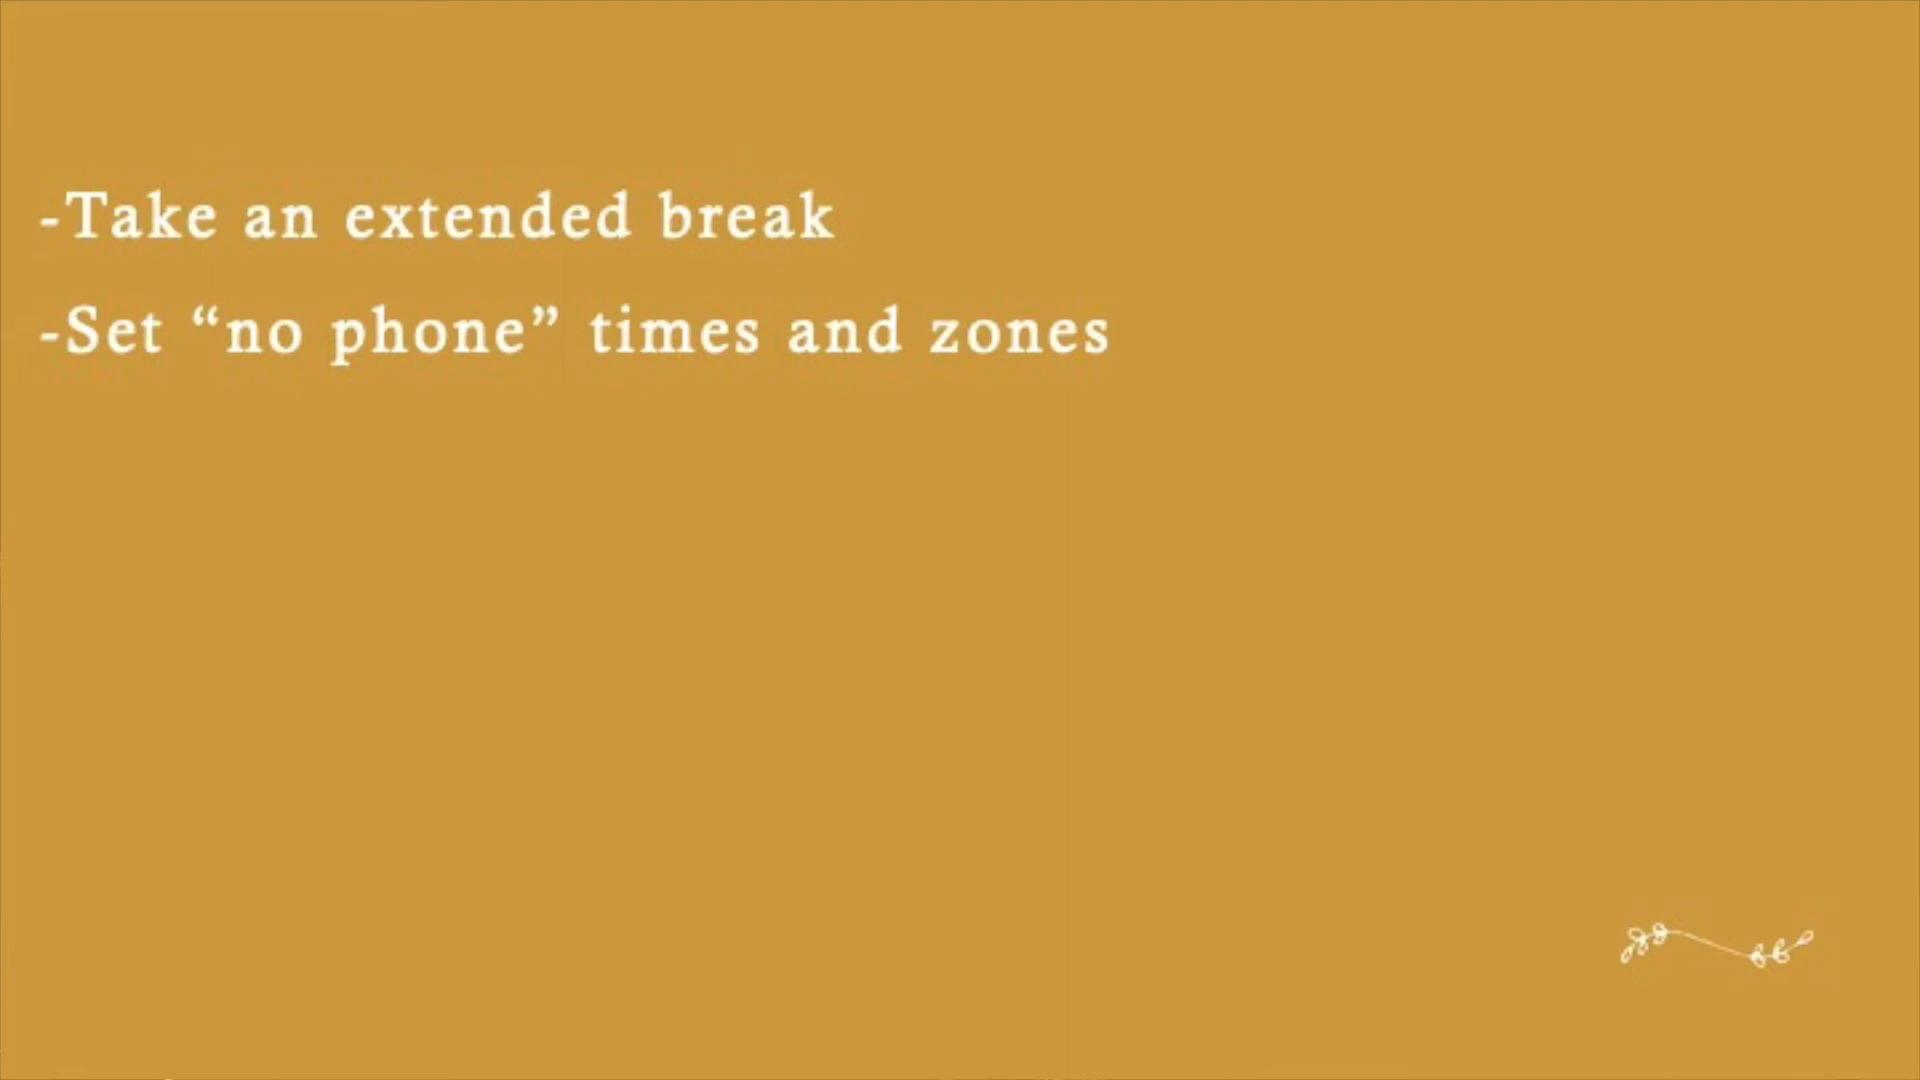 -Take an extended break
-Set “no phone” times and zones